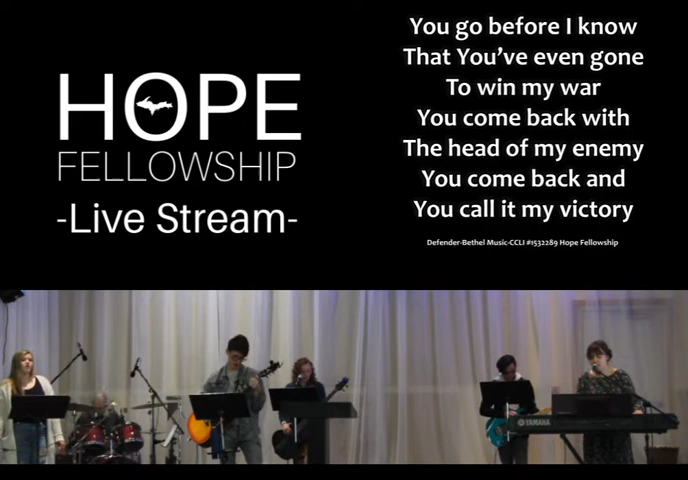 HOPE
FELLOWSHIP
-Live Stream-
You go before I know
That You've even gone
To win my war
You come back with
The head of my enemy
You come back and
You call it my victory
Defender-Bethel Music-CCLI #1532289 Hope Fellowship
YAMAHA